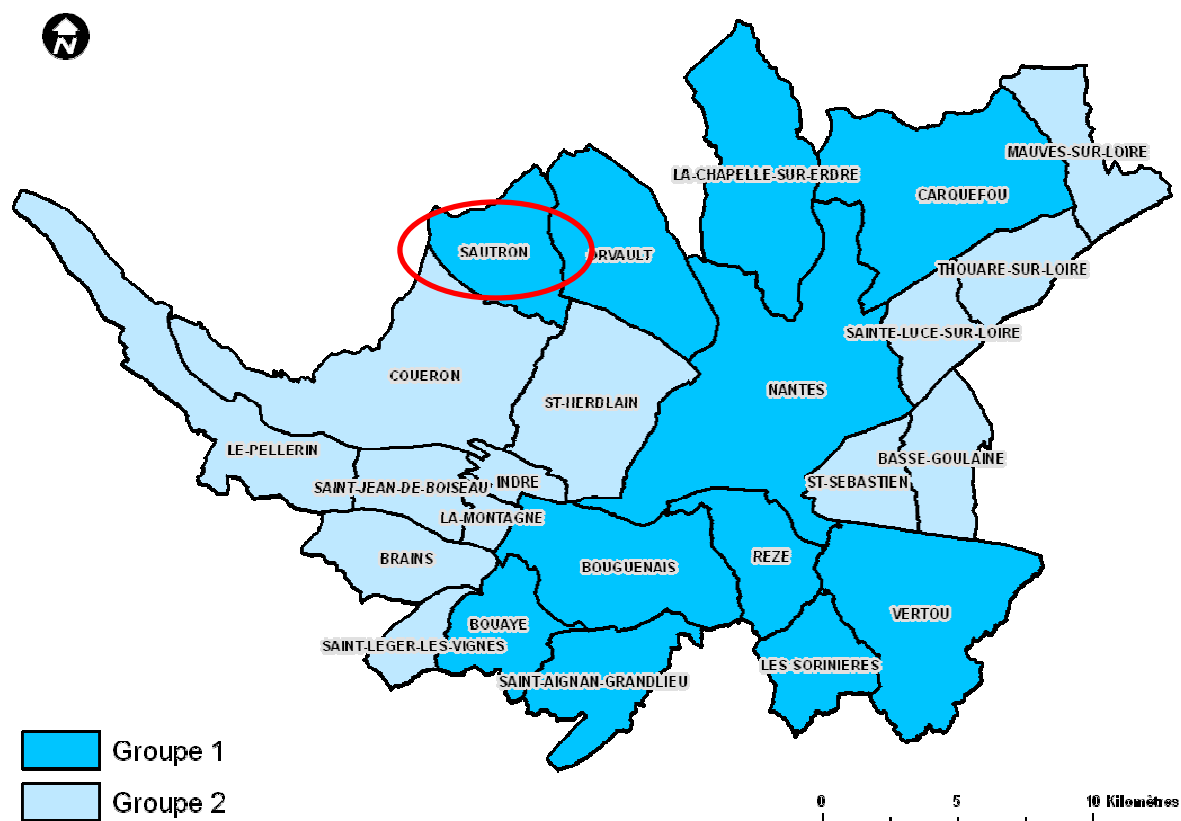 N
MAUVES-SUR-LOIRE
LA-CHAPELLE-SUR-ERDRE
CARQUEFOU
SAUTRON
ORVAULT
THOUARE-SUR-LOIRE
SAINTE-LUCE-SUR-LOIRE
COUERON
NANTES
ST-HERBLAIN
LE-PELLERIN
BASSE-GOULAINE
SAINT-JEAN-DE-BOISEAU
INDRE
ST-SEBASTIEN
LA-MONTAGNE
BRAINS
BOUGUENAIS
REZE
VERTOU
BOUAYE
SAINT-LEGER-LES-VIGNES
LES SORINIERES
SAINT-AIGNAN-GRANDLIEU
Groupe 1
Groupe 2
0 5 10 Kilomètres